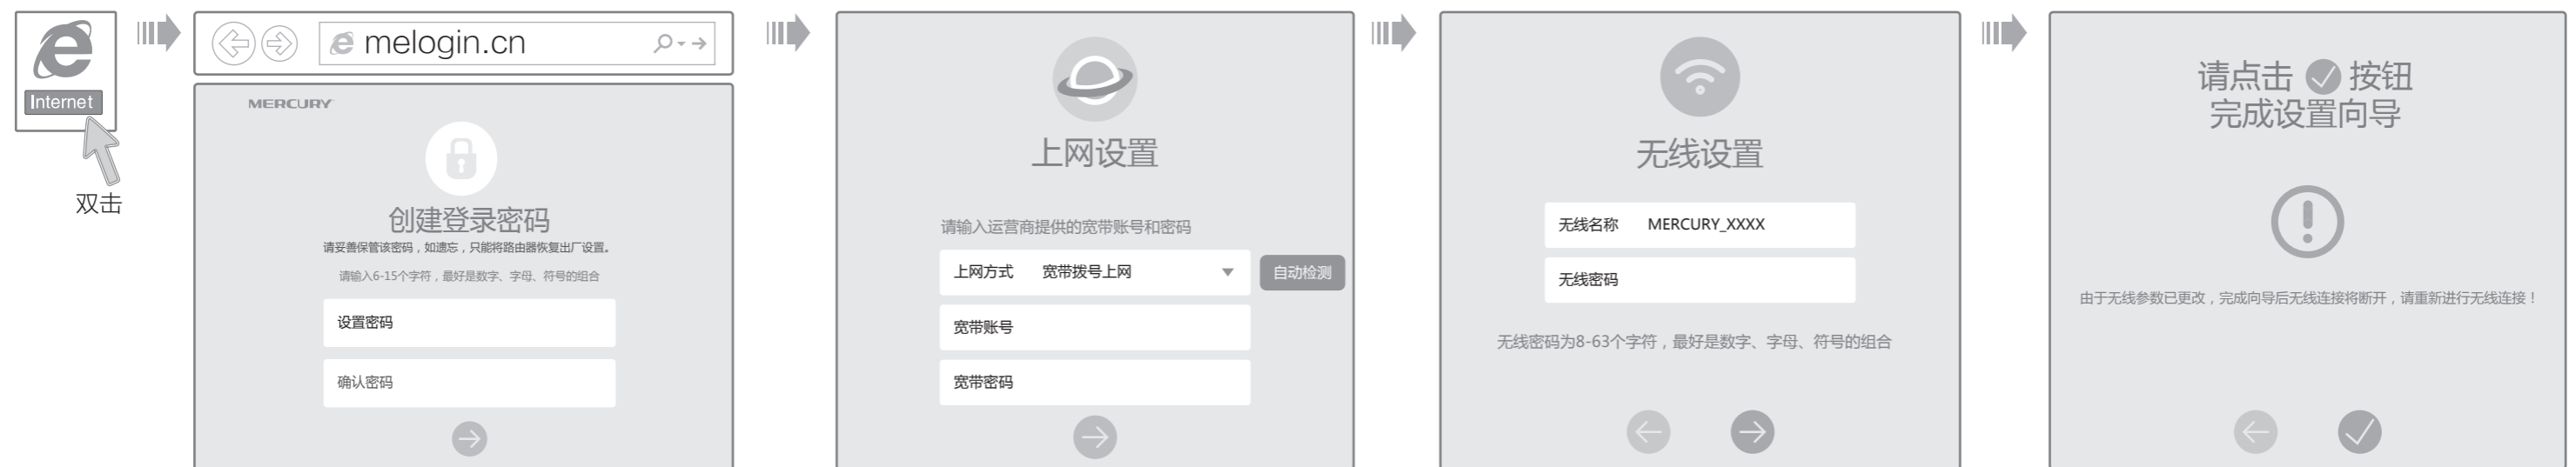 Internet
双击
melogin.cn
MERCURY
创建登录密码
请妥善保管该密码，如遗忘，只能将路由器恢复出厂设置。
请输入6-15个字符，最好是数字、字母、符号的组合
设置密码
确认密码
上网设置
请输入运营商提供的宽带账号和密码
上网方式 宽带拨号上网
自动检测
宽带账号
宽带密码
无线设置
无线名称 MERCURY_XXXX
无线密码
无线密码为8-63个字符，最好是数字、字母、符号的组合
请点击 按钮
完成设置向导
由于无线参数已更改，完成向导后无线连接将断开，请重新进行无线连接！